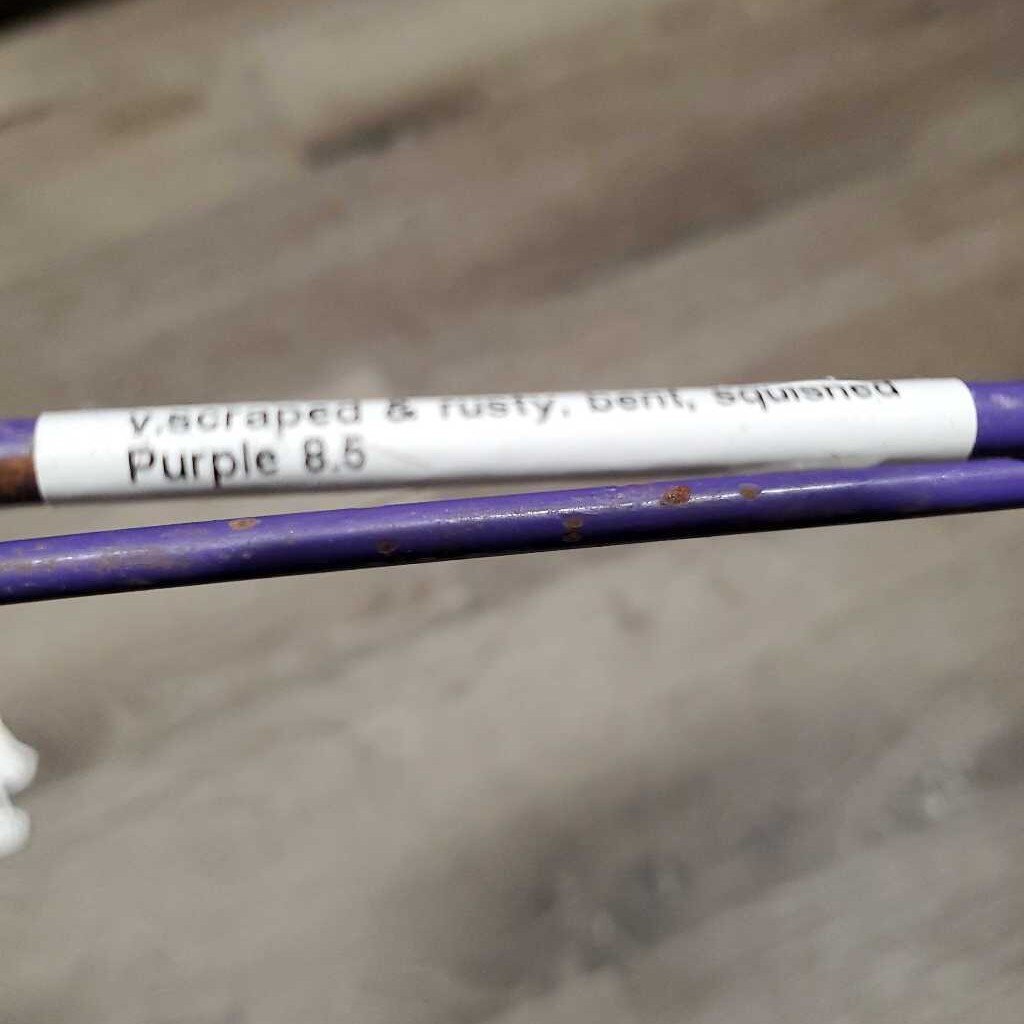 v.scraped & rusty, bent, squished
Purple 8.5